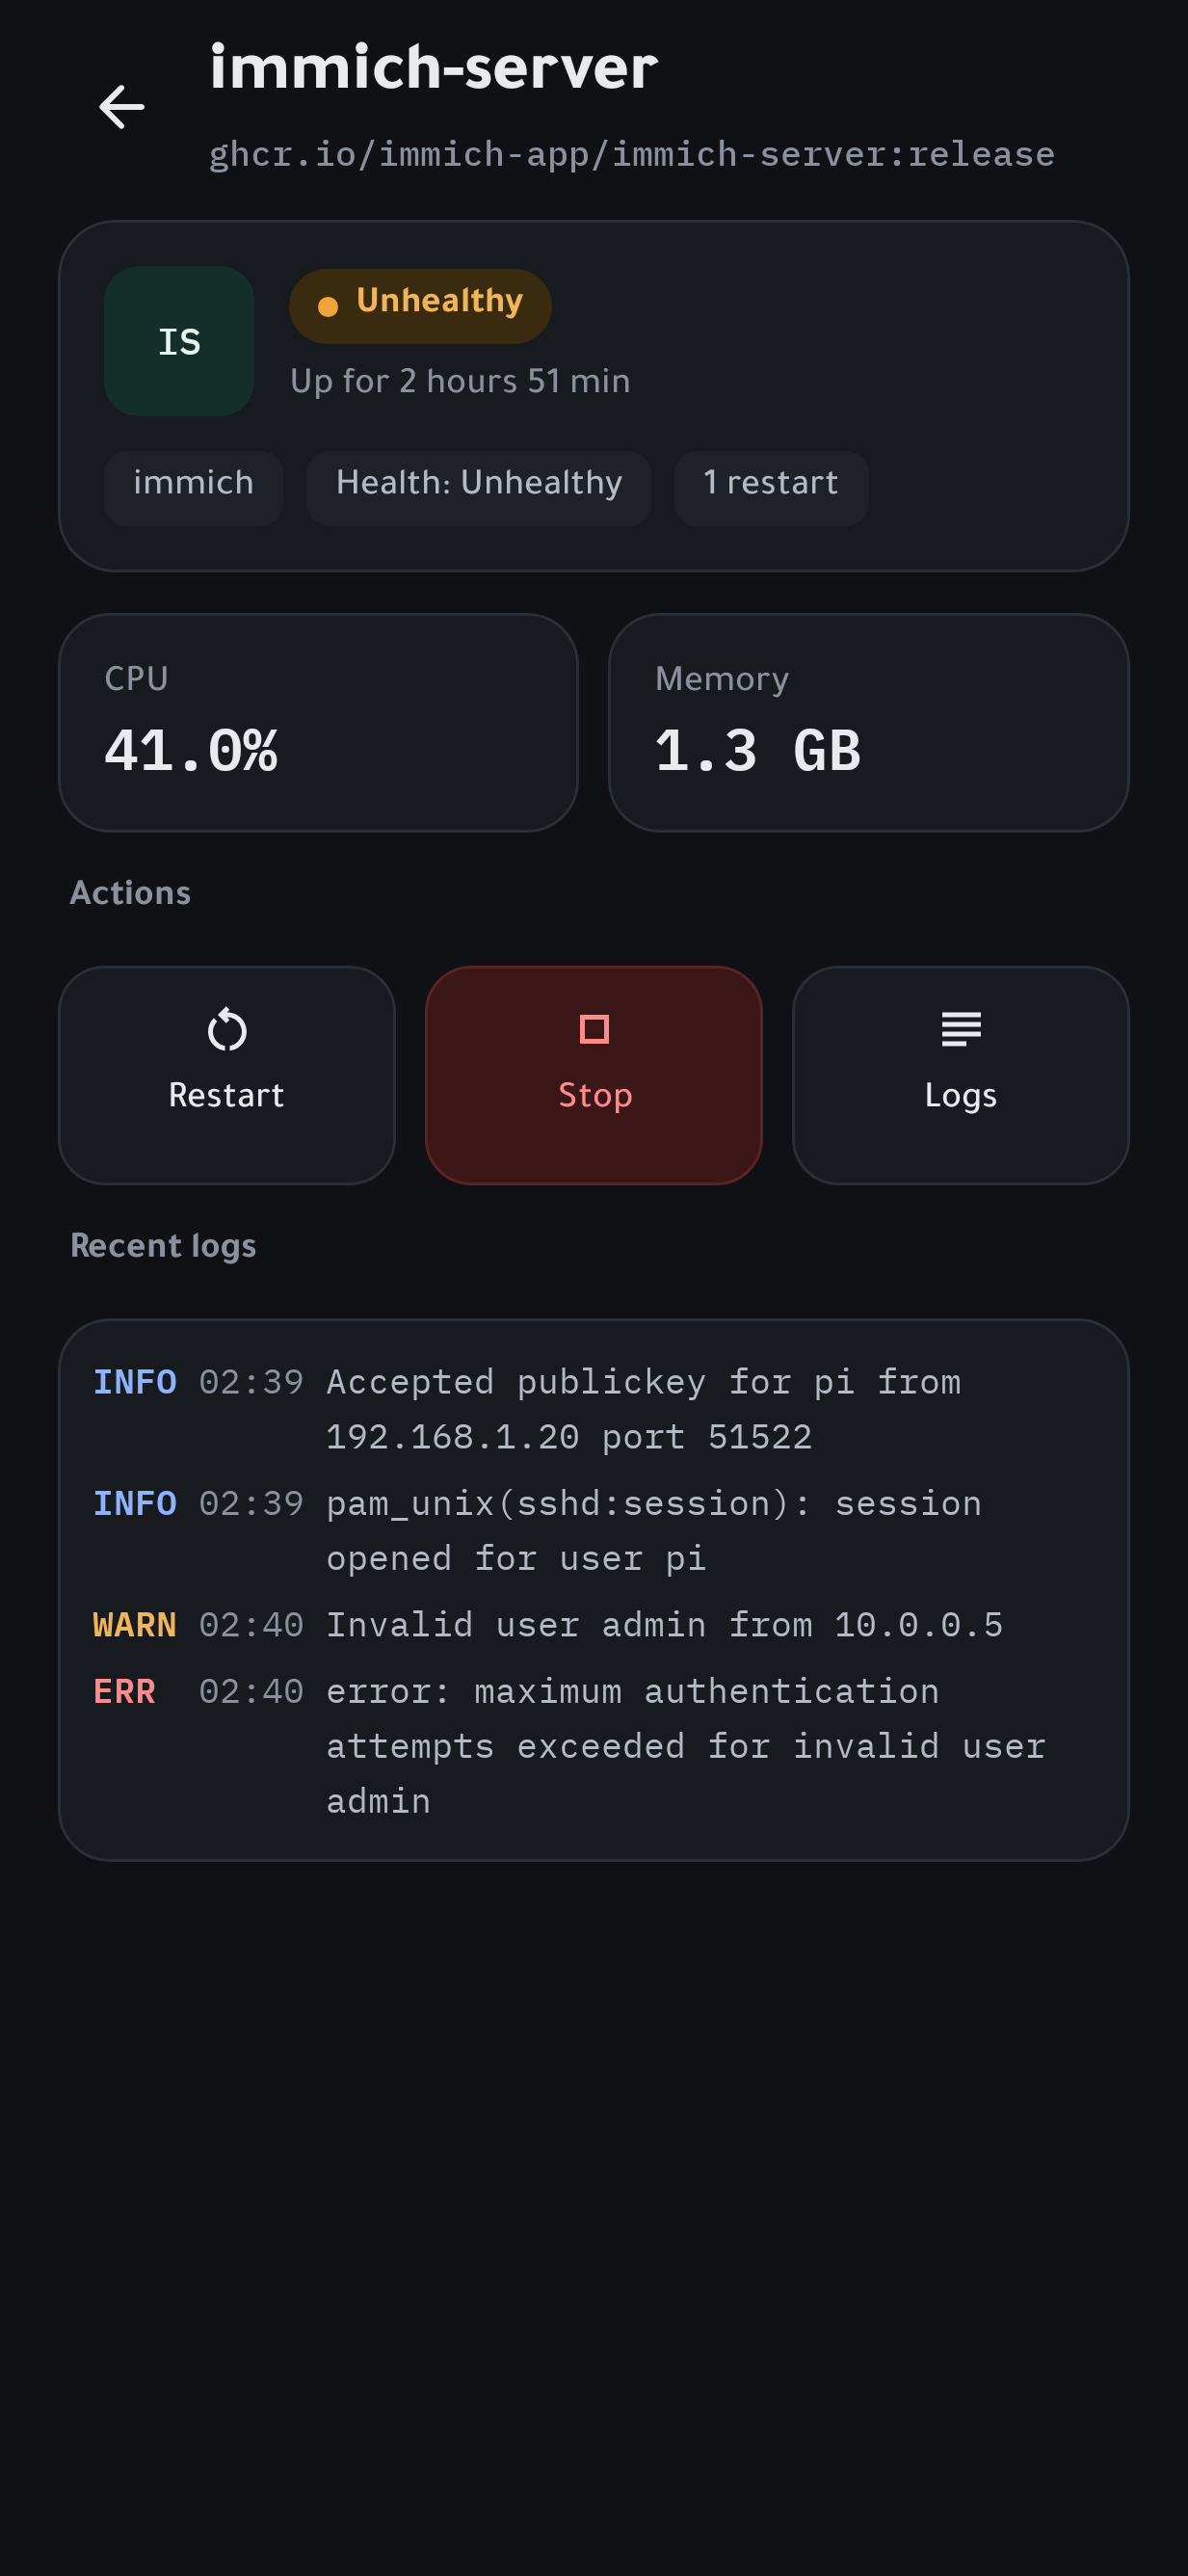 immich-server
ghcr.io/immich-app/immich-server:release
IS
Unhealthy
Up for 2 hours 51 min
immich
Health: Unhealthy
1 restart
CPU
41.0%
Memory
1.3 GB
Actions
Restart
Stop
Logs
Recent logs
INFO 02:39 Accepted publickey for pi from
192.168.1.20 port 51522
INFO 02:39 pam_unix(sshd:session): session
opened for user pi
WARN 02:40 Invalid user admin from 10.0.0.5
ERR 02:40 error: maximum authentication
attempts exceeded for invalid user
admin